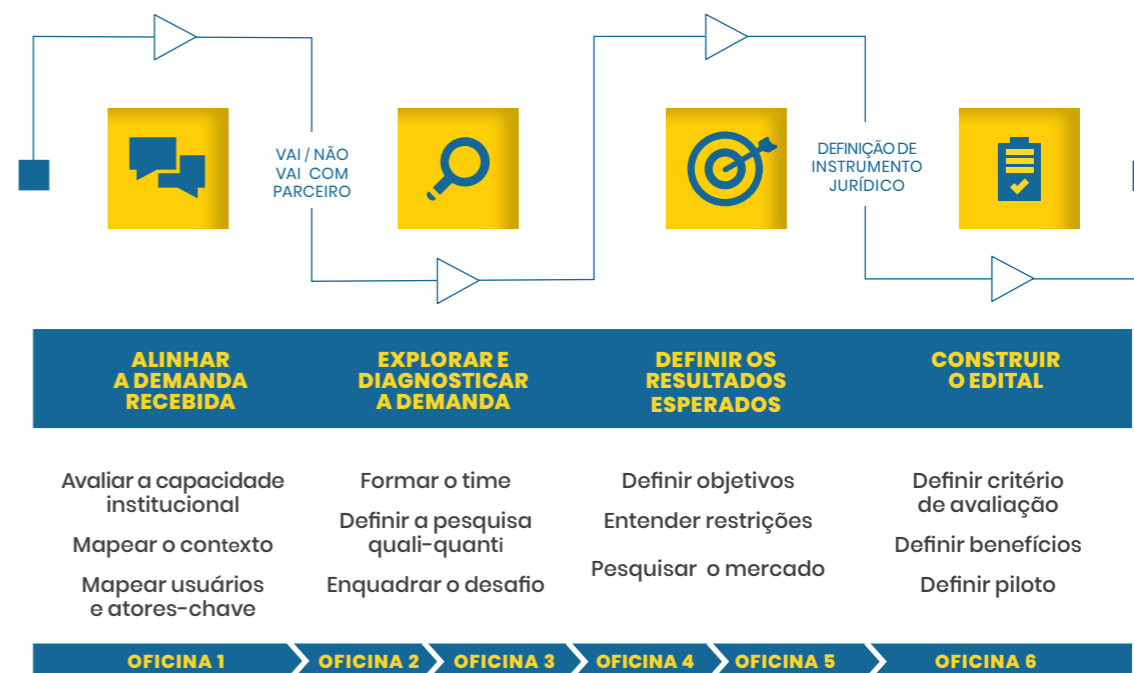 VAI / NÃO
VAI COM
PARCEIRO
DEFINIÇÃO DE
INSTRUMENTO
JURÍDICO
ALINHAR
A DEMANDA
RECEBIDA
EXPLORAR E
DIAGNOSTICAR
A DEMANDA
DEFINIR OS
RESULTADOS
ESPERADOS
CONSTRUIR
O EDITAL
Avaliar a capacidade
institucional
Mapear o contexto
Mapear usuários
e atores-chave
Formar o time
Definir a pesquisa
quali-quanti
Enquadrar o desafio
Definir objetivos
Entender restrições
Pesquisar o mercado
Definir critério
de avaliação
Definir benefícios
Definir piloto
OFICINA 1
OFICINA 2
OFICINA 3
OFICINA 4
OFICINA 5
OFICINA 6